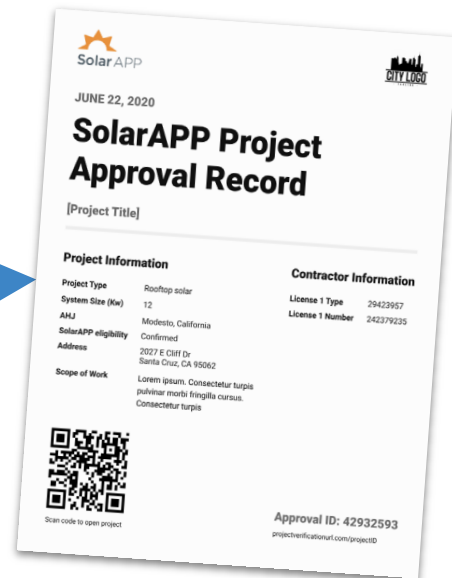 SolarAPP
CITY LOGO
JUNE 22, 2020
SolarAPP Project
Approval Record
[Project Title]
Project Information
Project Type Rooftop solar
System Size (Kw) 12
AHJ Modesto, California
SolarAPP eligibility Confirmed
Address 2027 E Cliff Dr
Santa Cruz, CA 95062
Scope of Work Lorem ipsum. Consectetur turpis
pulvinar morbi fringilla cursus.
Consectetur turpis
Contractor Information
License 1 Type 29423957
License 1 Number 242379235
Scan code to open project
Approval ID: 42932593
projectverificationurl.com/projectID